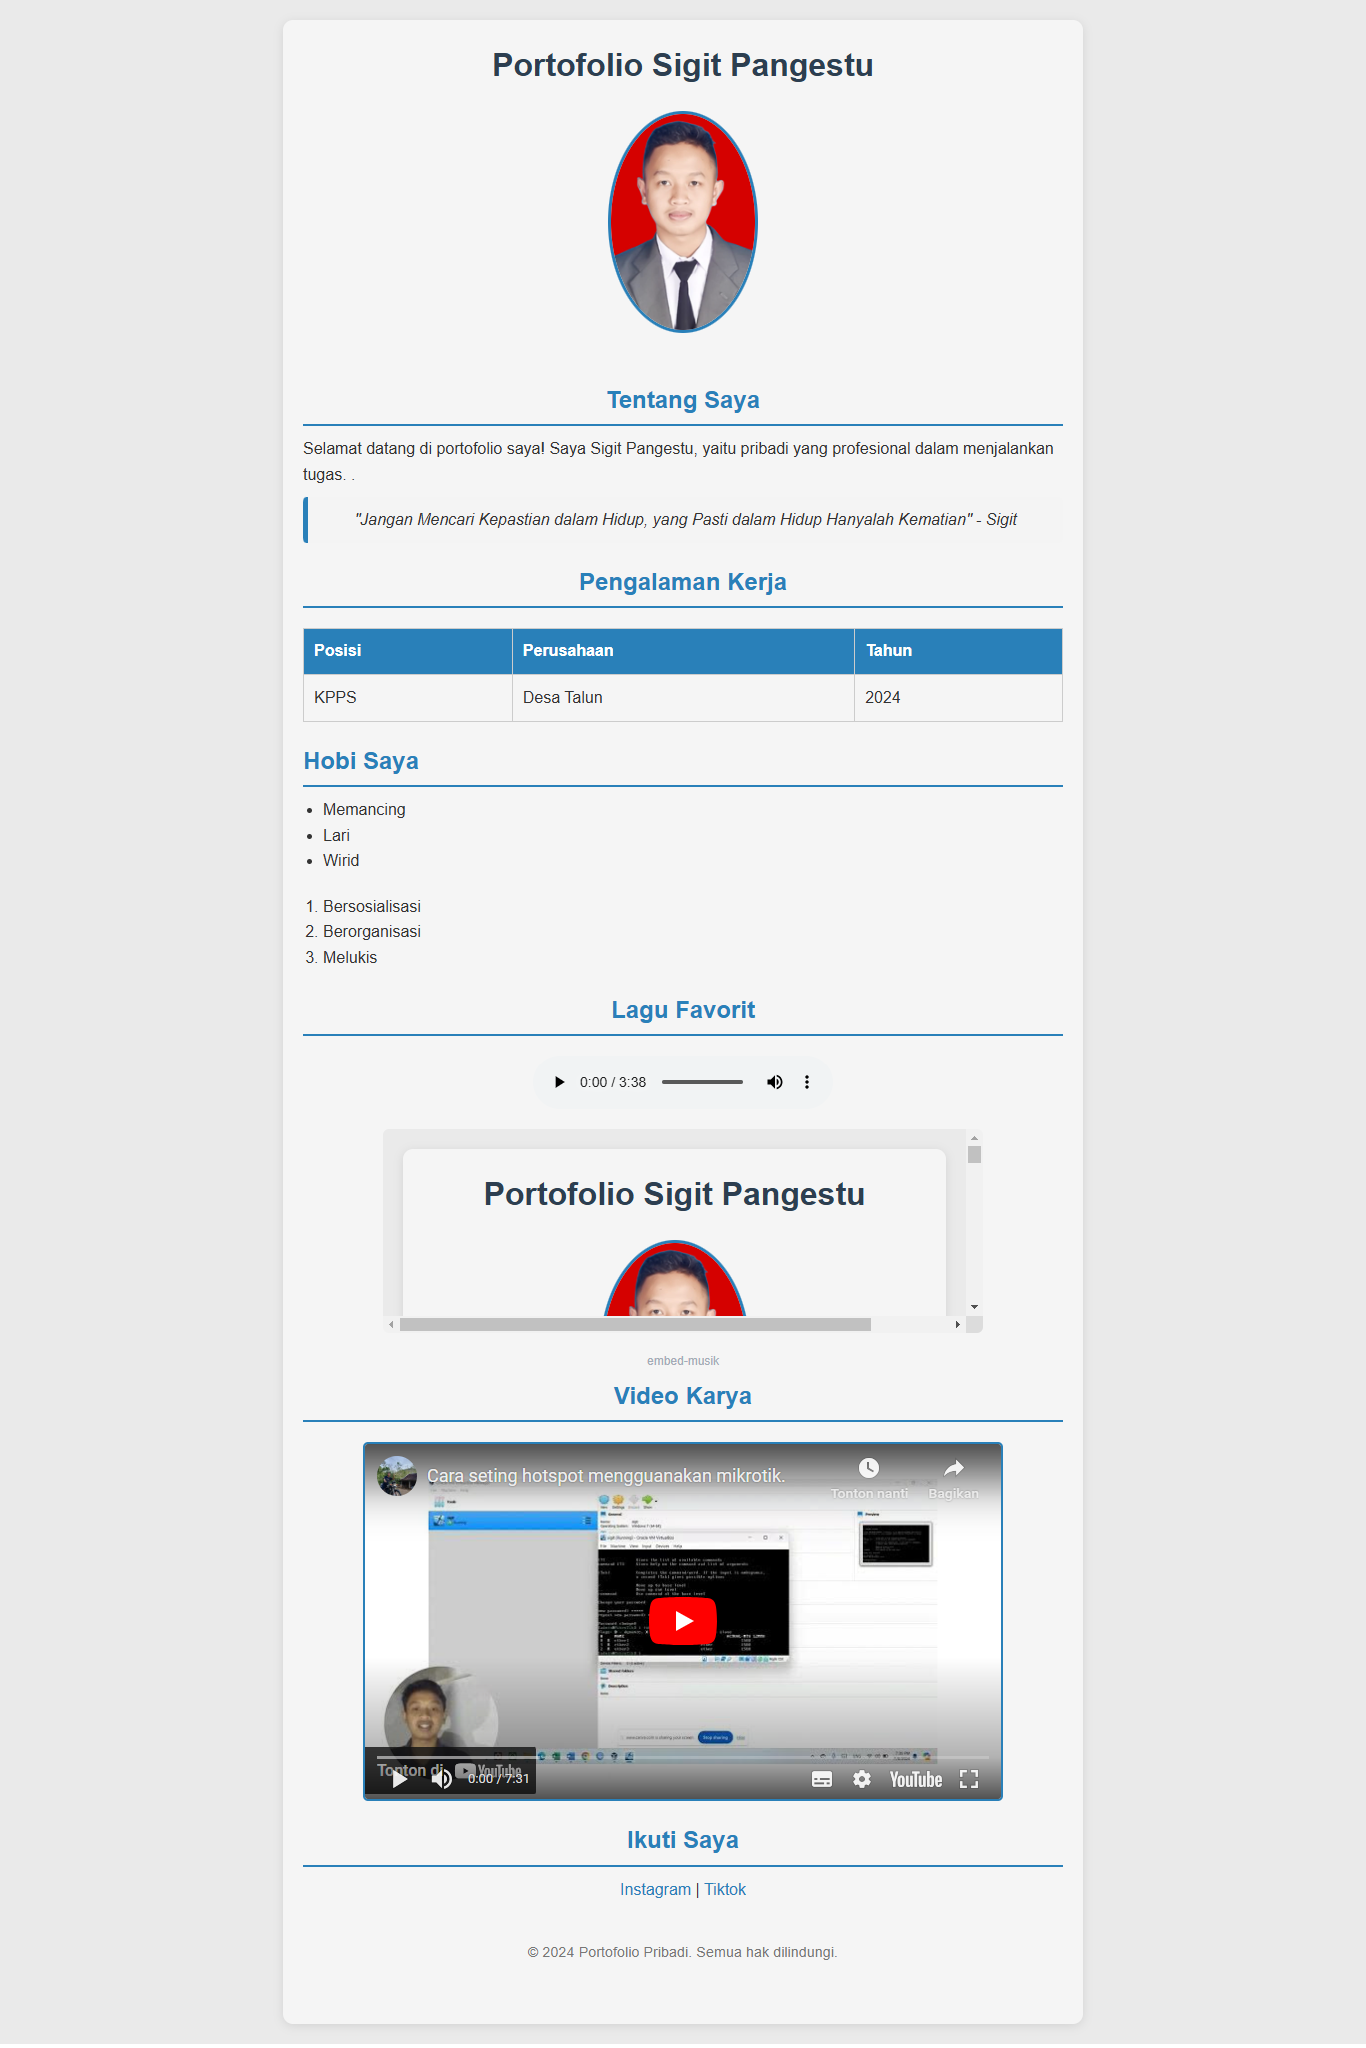 Portofolio Sigit Pangestu
Tentang Saya
Selamat datang di portofolio saya! Saya Sigit Pangestu, yaitu pribadi yang profesional dalam menjalankan
tugas. .
"Jangan Mencari Kepastian dalam Hidup, yang Pasti dalam Hidup Hanyalah Kematian" - Sigit
Pengalaman Kerja
Posisi Perusahaan Tahun
KPPS Desa Talun 2024
Hobi Saya
• Memancing
• Lari
• Wirid
1. Bersosialisasi
2. Berorganisasi
3. Melukis
Lagu Favorit
0:00 / 3:38
Portofolio Sigit Pangestu
embed-musik
Video Karya
Cara seting hotspot mengguanakan mikrotik.
Tonton nanti Bagikan
Stop sharing
Tonton di YouTube
0:00 / 7:31
YouTube
Ikuti Saya
Instagram | Tiktok
© 2024 Portofolio Pribadi. Semua hak dilindungi.